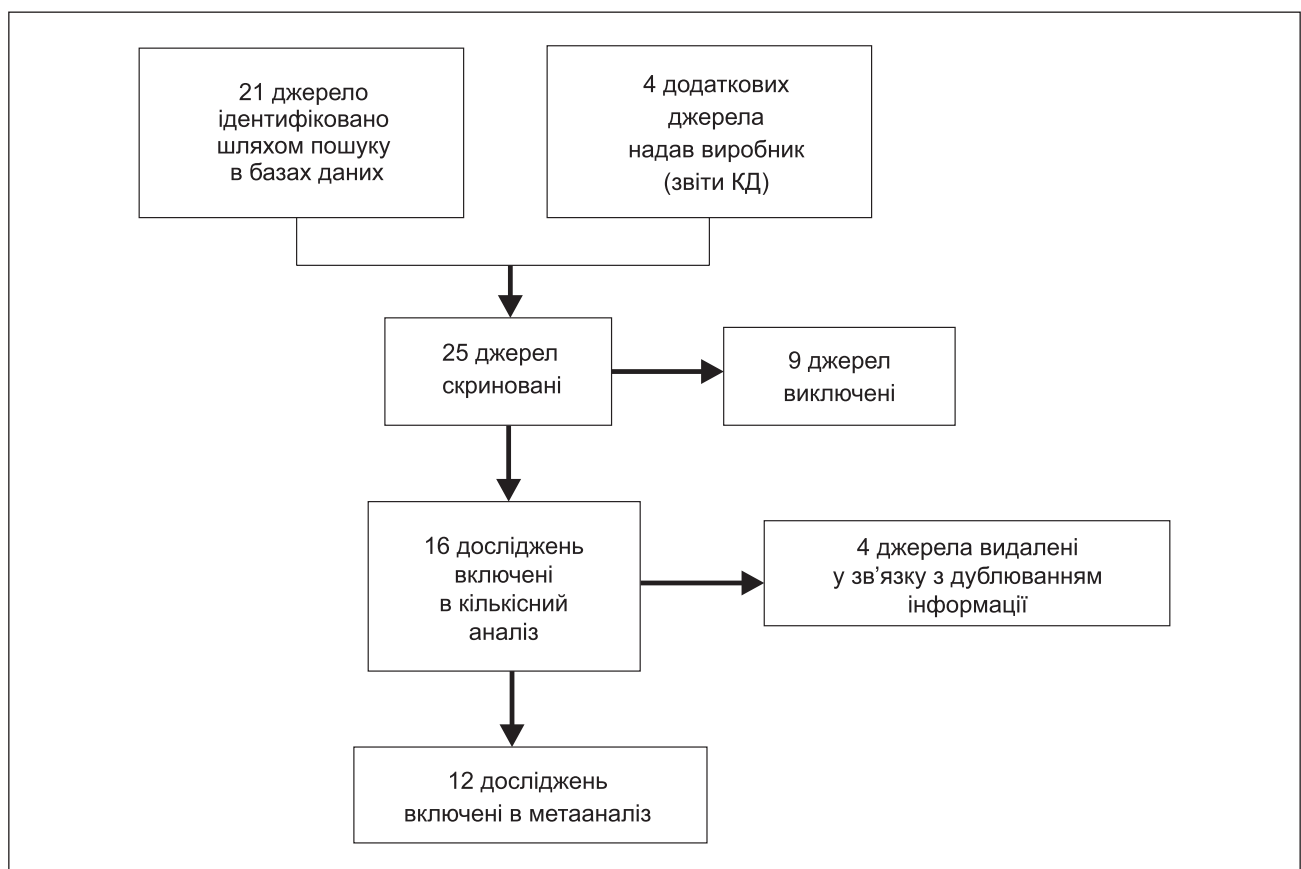 21 джерело
ідентифіковано
шляхом пошуку
в базах даних
4 додаткових
джерела
надав виробник
(звіти КД)
25 джерел
скриновані
9 джерел
виключені
16 досліджень
включені
в кількісний
аналіз
4 джерела видалені
у зв’язку з дублюванням
інформації
12 досліджень
включені в метааналіз